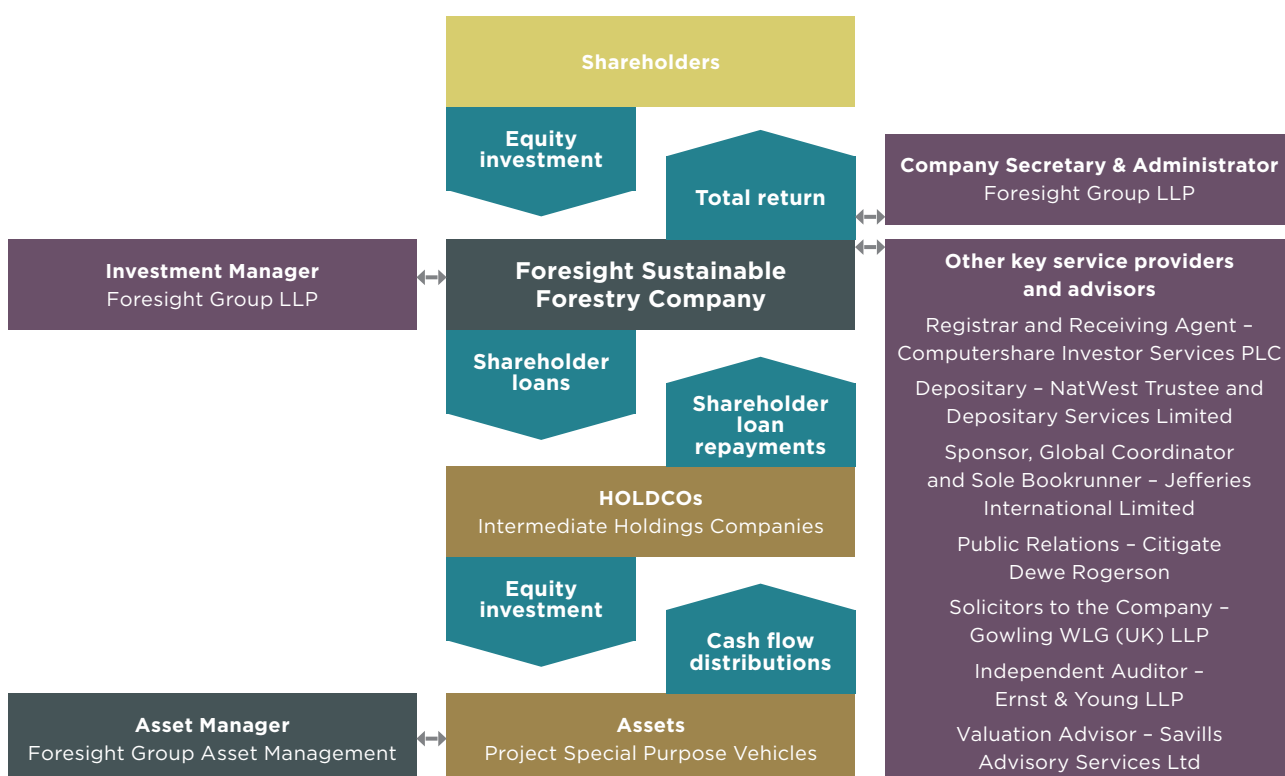 Shareholders
Equity
investment
Total return
Company Secretary & Administrator
Foresight Group LLP
Investment Manager
Foresight Group LLP
Foresight Sustainable
Forestry Company
Other key service providers
and advisors
Registrar and Receiving Agent –
Computershare Investor Services PLC
Depositary – NatWest Trustee and
Depositary Services Limited
Sponsor, Global Coordinator
and Sole Bookrunner – Jefferies
International Limited
Public Relations – Citigate
Dewe Rogerson
Solicitors to the Company –
Gowling WLG (UK) LLP
Independent Auditor –
Ernst & Young LLP
Valuation Advisor – Savills
Advisory Services Ltd
Shareholder
loans
Shareholder
loan
repayments
HOLDCOs
Intermediate Holdings Companies
Equity
investment
Cash flow
distributions
Asset Manager
Foresight Group Asset Management
Assets
Project Special Purpose Vehicles